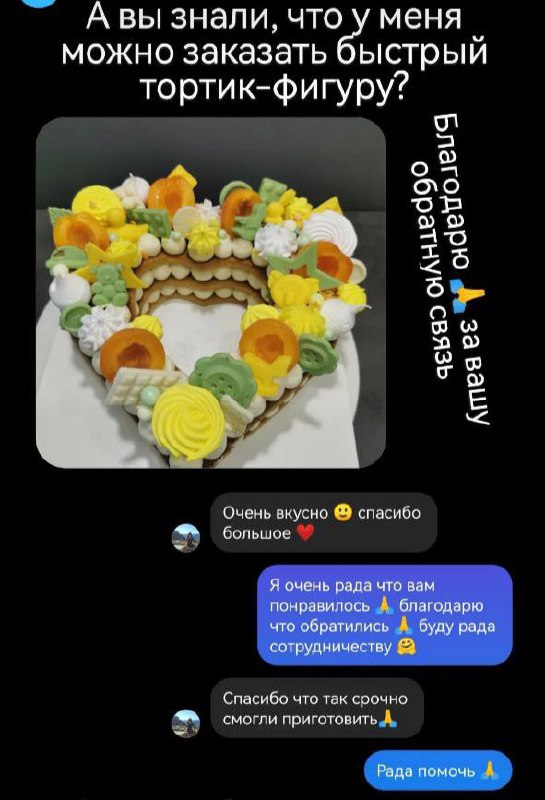 А вы знали, что у меня
можно заказать быстрый
тортик-фигуру?
Благодарю 🙏 за вашу
обратную связь
Очень вкусно 🙂 спасибо
большое ❤️
Я очень рада что вам
понравилось 🙏 благодарю
что обратились 🙏 буду рада
сотрудничеству 🤗
Спасибо что так срочно
смогли приготовить🙏
Рада помочь 🙏